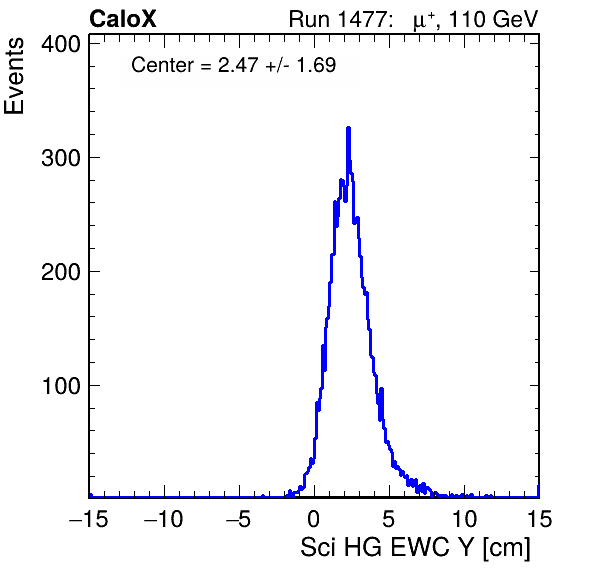 CaloX Run 1477: μ⁺, 110 GeV
Events
Center = 2.47 +/- 1.69
400
300
200
100
−15 −10 −5 0 5 10 15
Sci HG EWC Y [cm]